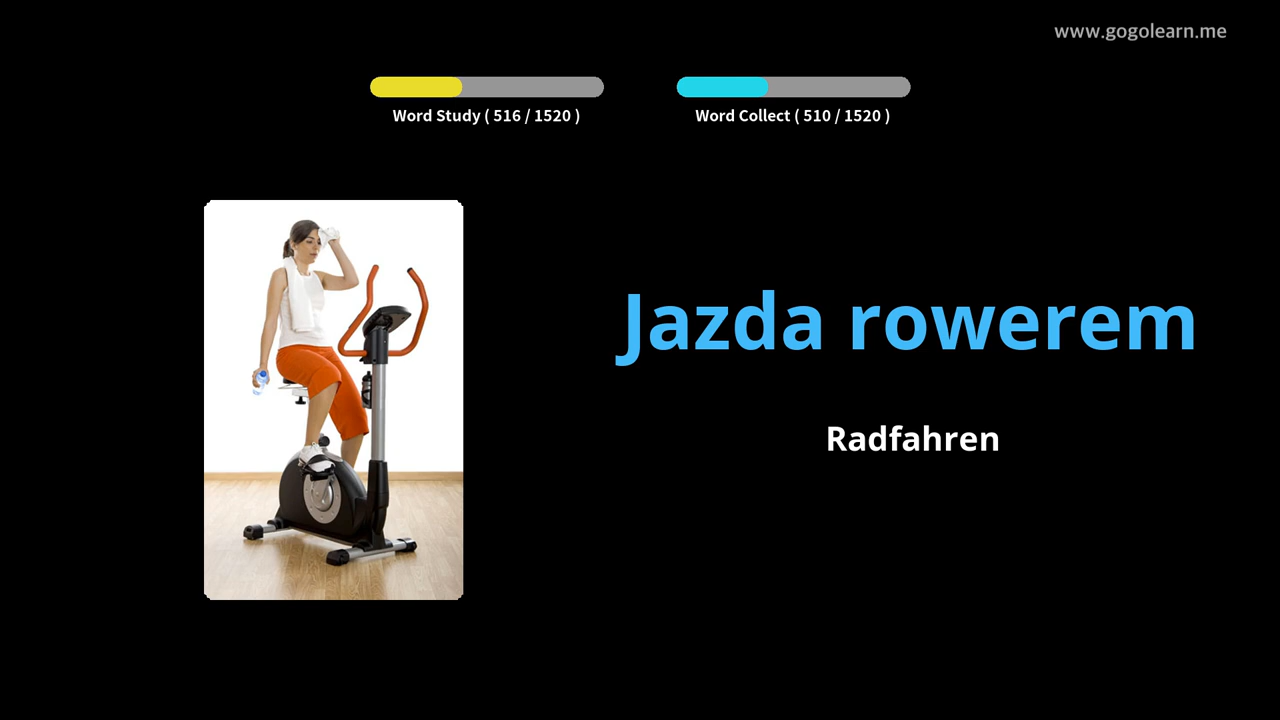 www.gogolearn.me
Word Study ( 516 / 1520 )
Word Collect ( 510 / 1520 )
Jazda rowerem
Radfahren